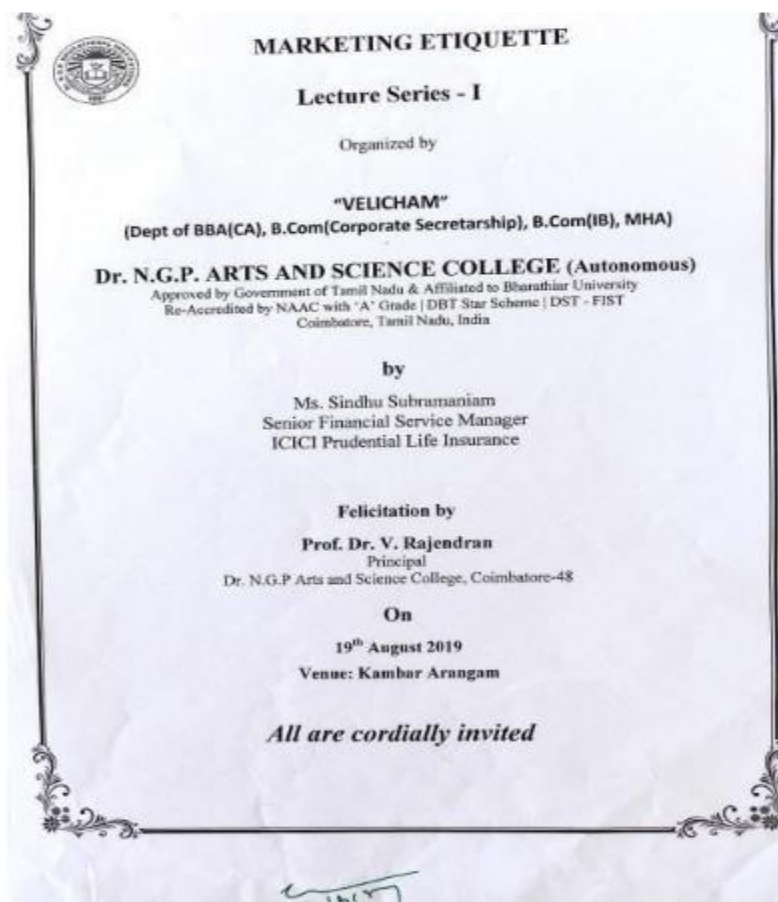 MARKETING ETIQUETTE
Lecture Series - I
Organized by
"VELICHAM"
(Dept of BBA(CA), B.Com(Corporate Secretarship), B.Com(IB), MHA)
Dr. N.G.P. ARTS AND SCIENCE COLLEGE (Autonomous)
Approved by Government of Tamil Nadu & Affiliated to Bharathiar University
Re-Accredited by NAAC with 'A' Grade | DBT Star Scheme | DST - FIST
Coimbatore, Tamil Nadu, India
by
Ms. Sindhu Subramaniam
Senior Financial Service Manager
ICICI Prudential Life Insurance
Felicitation by
Prof. Dr. V. Rajendran
Principal
Dr. N.G.P Arts and Science College, Coimbatore-48
On
19th August 2019
Venue: Kambar Arangam
All are cordially invited